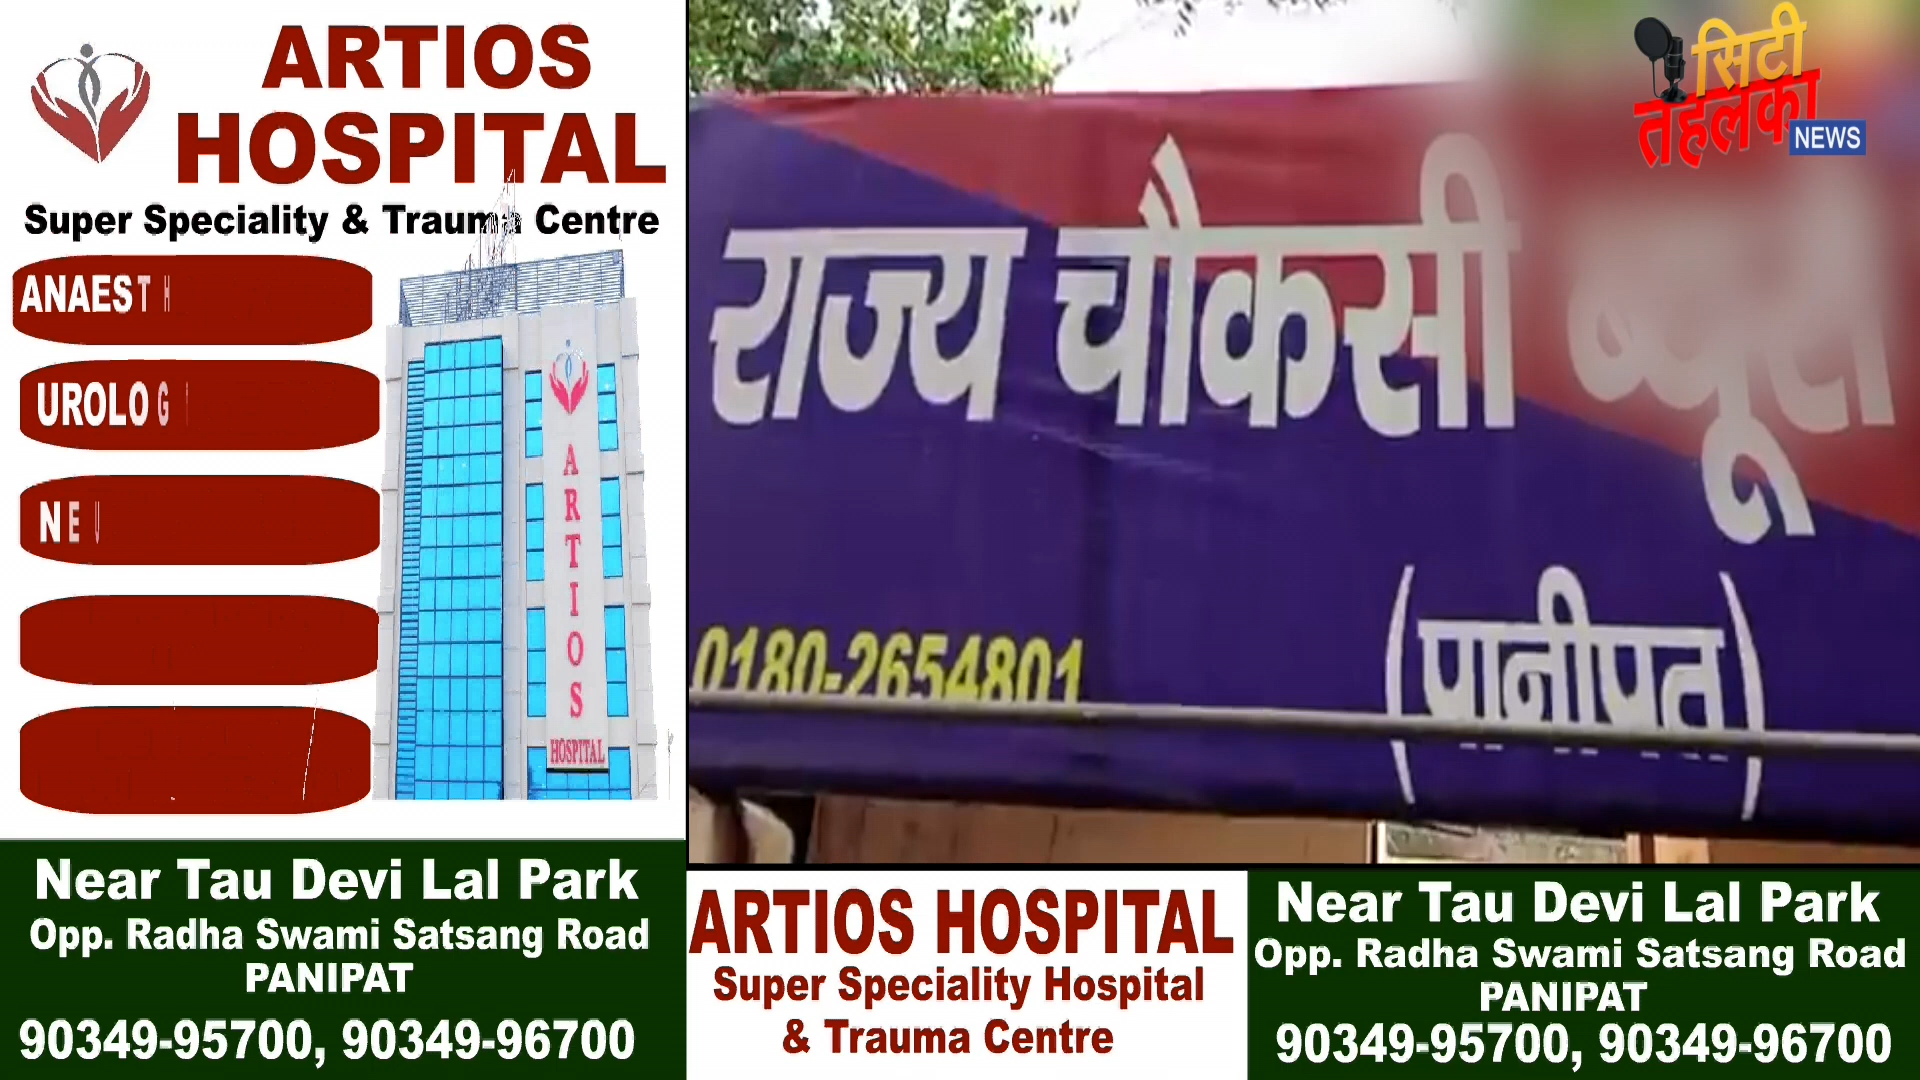 ARTIOS
HOSPITAL
Super Speciality & Trauma Centre
ANAESTH
UROLOG
NEU
ARTIOS
HOSPITAL
Near Tau Devi Lal Park
Opp. Radha Swami Satsang Road
PANIPAT
90349-95700, 90349-96700
सिटी
तहलका
NEWS
राज्य चौकसी ब्यूरो
0180-2654801
(पानीपत)
ARTIOS HOSPITAL
Super Speciality Hospital
& Trauma Centre
Near Tau Devi Lal Park
Opp. Radha Swami Satsang Road
PANIPAT
90349-95700, 90349-96700